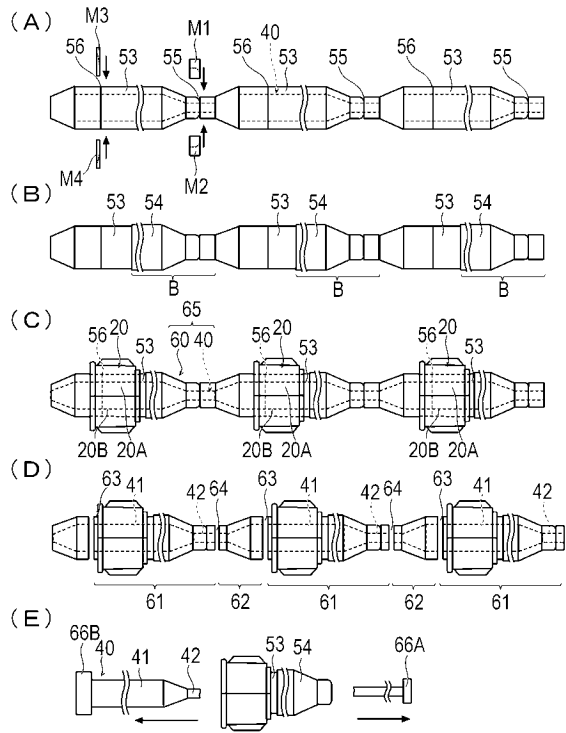 (A)
M3 M1
56 53 55 56 40 53 55 56 53 55
M4 M2
(B)
53 54 53 54 53 54
B B B
(C)
65
56 20 53 60 40 56 20 53 56 20 53
20B 20A 20B 20A 20B 20A
(D)
63 41 42 64 63 41 42 64 63 41 42
61 62 61 62 61
(E)
66B 40 41 42 53 54 66A